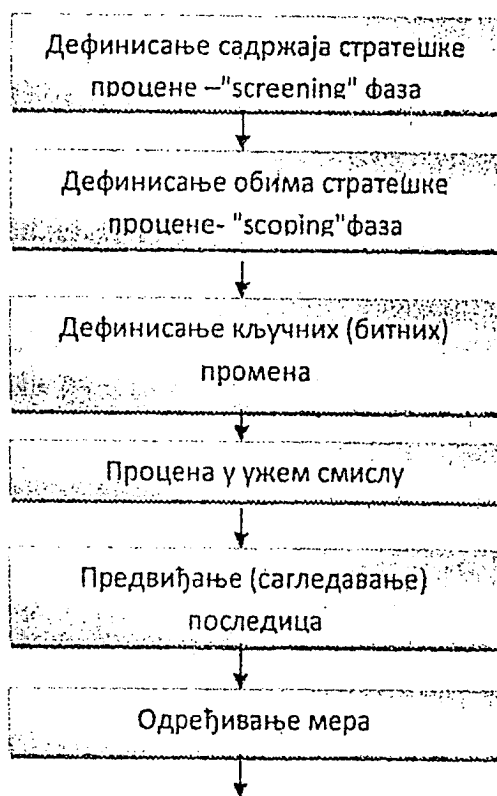 Дефинисање садржаја стратешке
процене –"screening" фаза
Дефинисање обима стратешке
процене- "scoping"фаза
Дефинисање кључних (битних)
промена
Процена у ужем смислу
Предвиђање (сагледавање)
последица
Одређивање мера